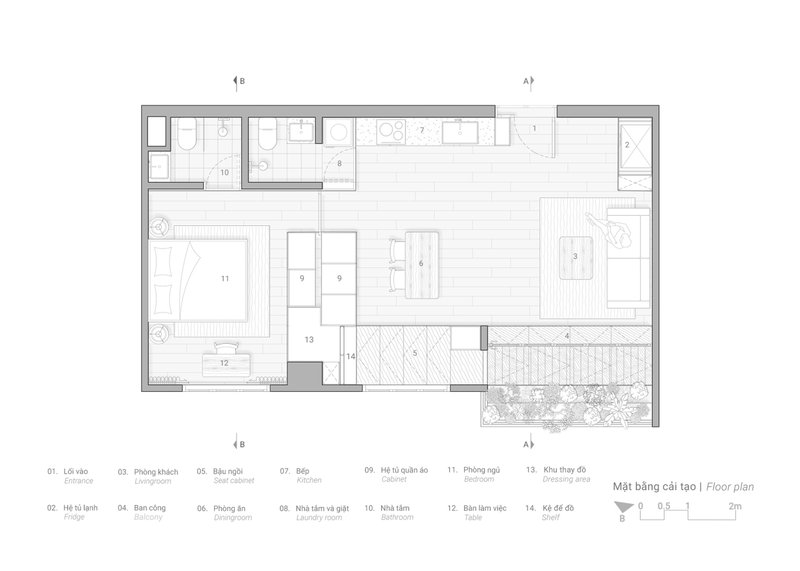 B
A
1
7
2
8
10
11
9
9
6
3
13
4
14
5
12
B
A
01. Lối vào
Entrance
03. Phòng khách
Livingroom
05. Bậu ngồi
Seat cabinet
07. Bếp
Kitchen
09. Hệ tủ quần áo
Cabinet
11. Phòng ngủ
Bedroom
13. Khu thay đồ
Dressing area
02. Hệ tủ lạnh
Fridge
04. Ban công
Balcony
06. Phòng ăn
Diningroom
08. Nhà tắm và giặt
Laundry room
10. Nhà tắm
Bathroom
12. Bàn làm việc
Table
14. Kệ để đồ
Shelf
Mặt bằng cải tạo | Floor plan
B
0 0.5 1 2m